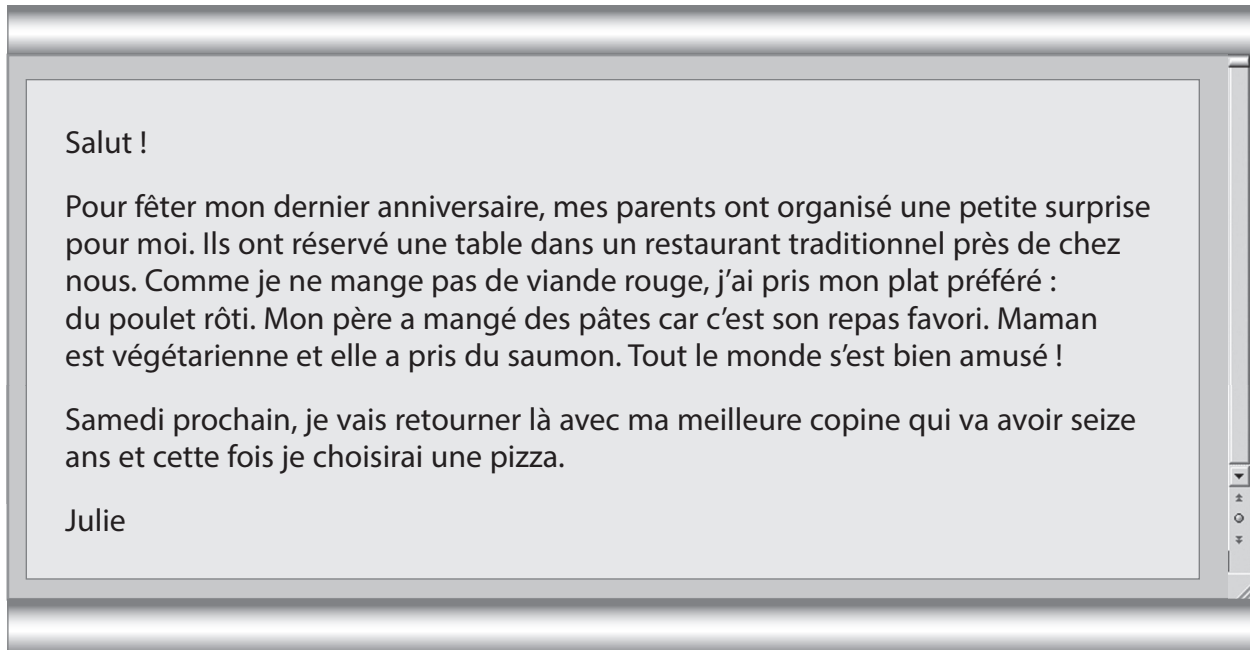 Salut !
Pour fêter mon dernier anniversaire, mes parents ont organisé une petite surprise
pour moi. Ils ont réservé une table dans un restaurant traditionnel près de chez
nous. Comme je ne mange pas de viande rouge, j’ai pris mon plat préféré :
du poulet rôti. Mon père a mangé des pâtes car c’est son repas favori. Maman
est végétarienne et elle a pris du saumon. Tout le monde s’est bien amusé !
Samedi prochain, je vais retourner là avec ma meilleure copine qui va avoir seize
ans et cette fois je choisirai une pizza.
Julie